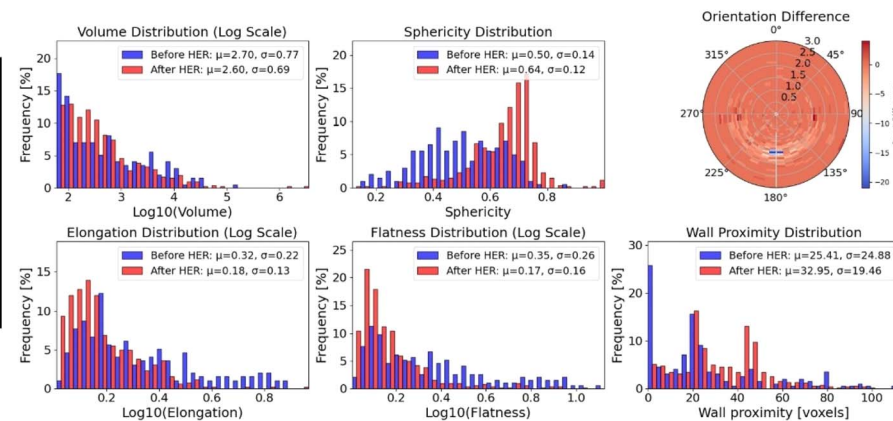 Volume Distribution (Log Scale)
Before HER: μ=2.70, σ=0.77
After HER: μ=2.60, σ=0.69
Frequency [%]
20
15
10
5
0
2
3
4
5
6
Log10(Volume)
Sphericity Distribution
Before HER: μ=0.50, σ=0.14
After HER: μ=0.64, σ=0.12
Frequency [%]
20
15
10
5
0
0.2
0.4
0.6
0.8
Sphericity
Orientation Difference
0°
45°
90
135°
180°
225°
270°
315°
3.0
2.5
2.0
1.5
1.0
0.5
0
−5
−10
−15
−20
Elongation Distribution (Log Scale)
Before HER: μ=0.32, σ=0.22
After HER: μ=0.18, σ=0.13
Frequency [%]
15
10
5
0
0.2
0.4
0.6
0.8
Log10(Elongation)
Flatness Distribution (Log Scale)
Before HER: μ=0.35, σ=0.26
After HER: μ=0.17, σ=0.16
Frequency [%]
25
20
15
10
5
0
0.2
0.4
0.6
0.8
1.0
Log10(Flatness)
Wall Proximity Distribution
Before HER: μ=25.41, σ=24.88
After HER: μ=32.95, σ=19.46
Frequency [%]
30
20
10
0
0
20
40
60
80
100
Wall proximity [voxels]